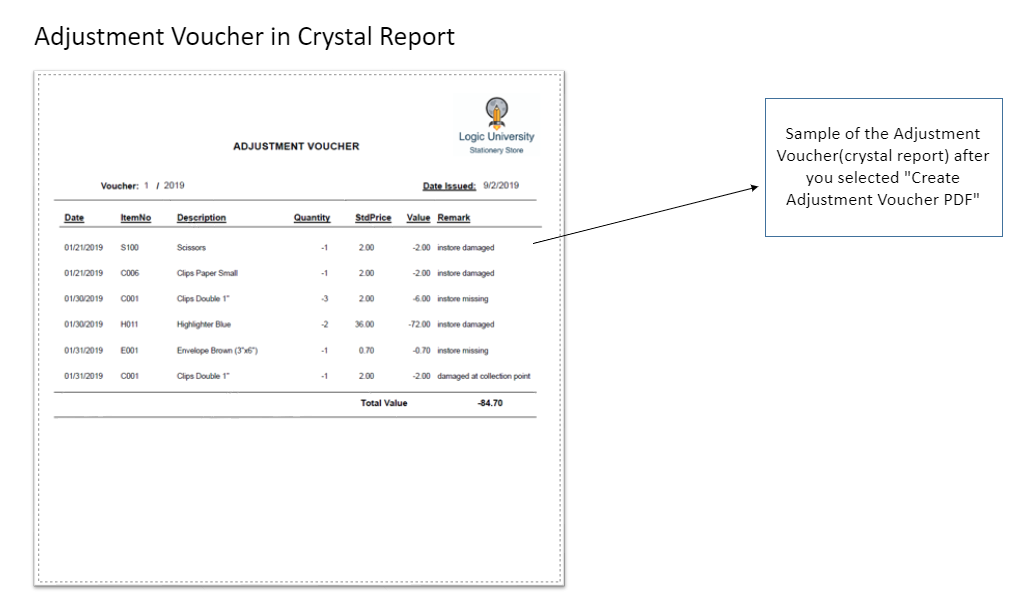 Adjustment Voucher in Crystal Report
Logic University
Stationery Store
ADJUSTMENT VOUCHER
Voucher: 1 / 2019 Date Issued: 9/2/2019
Date ItemNo Description Quantity StdPrice Value Remark
01/21/2019 S100 Scissors -1 2.00 -2.00 instore damaged
01/21/2019 C006 Clips Paper Small -1 2.00 -2.00 instore damaged
01/30/2019 C001 Clips Double 1" -3 2.00 -6.00 instore missing
01/30/2019 H011 Highlighter Blue -2 36.00 -72.00 instore damaged
01/31/2019 E001 Envelope Brown (3"x6") -1 0.70 -0.70 instore missing
01/31/2019 C001 Clips Double 1" -1 2.00 -2.00 damaged at collection point
Total Value -84.70
Sample of the Adjustment
Voucher(crystal report) after
you selected "Create
Adjustment Voucher PDF"